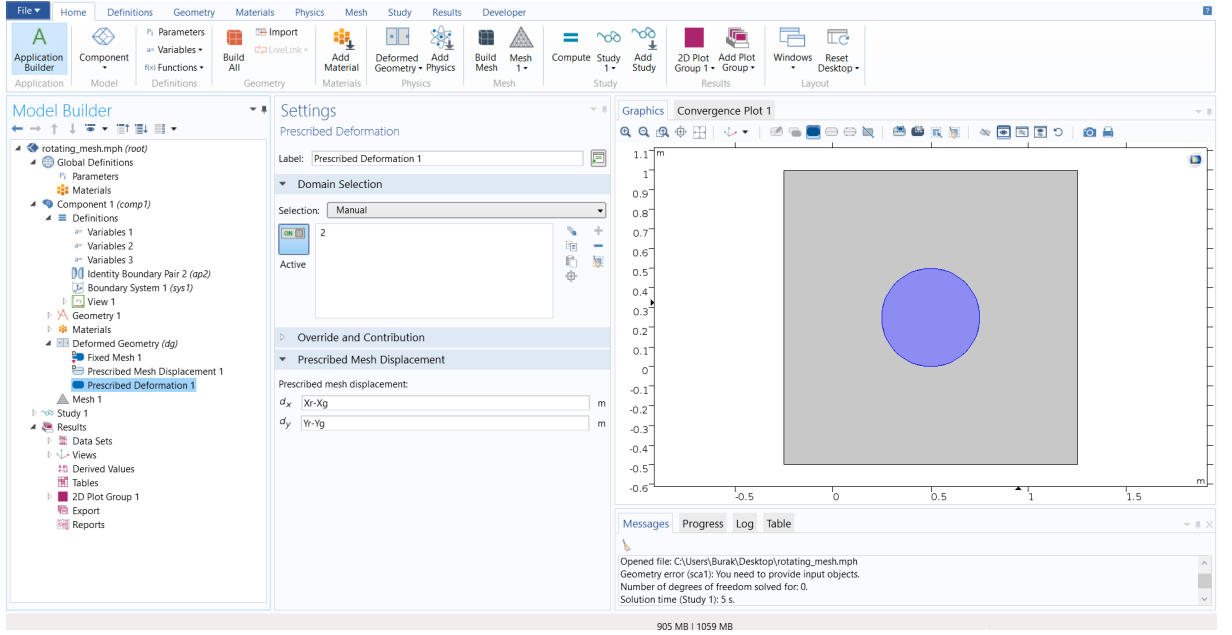 File Home Definitions Geometry Materials Physics Mesh Study Results Developer
Application Builder
Component
Pi Parameters
a= Variables
f(x) Functions
Build All
Import
LiveLink
Add Material
Deformed Geometry
Add Physics
Build Mesh
Mesh 1
Compute
Study 1
Add Study
2D Plot Group 1
Add Plot Group
Windows
Reset Desktop
Application Model Definitions Geometry Materials Physics Mesh Study Results Layout
Model Builder
rotating_mesh.mph (root)
Global Definitions
Pi Parameters
Materials
Component 1 (comp1)
Definitions
a= Variables 1
a= Variables 2
a= Variables 3
Identity Boundary Pair 2 (ap2)
Boundary System 1 (sys1)
View 1
Geometry 1
Materials
Deformed Geometry (dg)
Fixed Mesh 1
Prescribed Mesh Displacement 1
Prescribed Deformation 1
Mesh 1
Study 1
Results
Data Sets
Views
Derived Values
Tables
2D Plot Group 1
Export
Reports
Settings
Prescribed Deformation
Label: Prescribed Deformation 1
Domain Selection
Selection: Manual
ON
2
Active
Override and Contribution
Prescribed Mesh Displacement
Prescribed mesh displacement:
dx Xr-Xg m
dy Yr-Yg m
Graphics Convergence Plot 1
m
1.1
1
0.9
0.8
0.7
0.6
0.5
0.4
0.3
0.2
0.1
0
-0.1
-0.2
-0.3
-0.4
-0.5
-0.6
-0.5 0 0.5 1 1.5
m
Messages Progress Log Table
Opened file: C:\Users\Burak\Desktop\rotating_mesh.mph
Geometry error (sca1): You need to provide input objects.
Number of degrees of freedom solved for: 0.
Solution time (Study 1): 5 s.
905 MB | 1059 MB